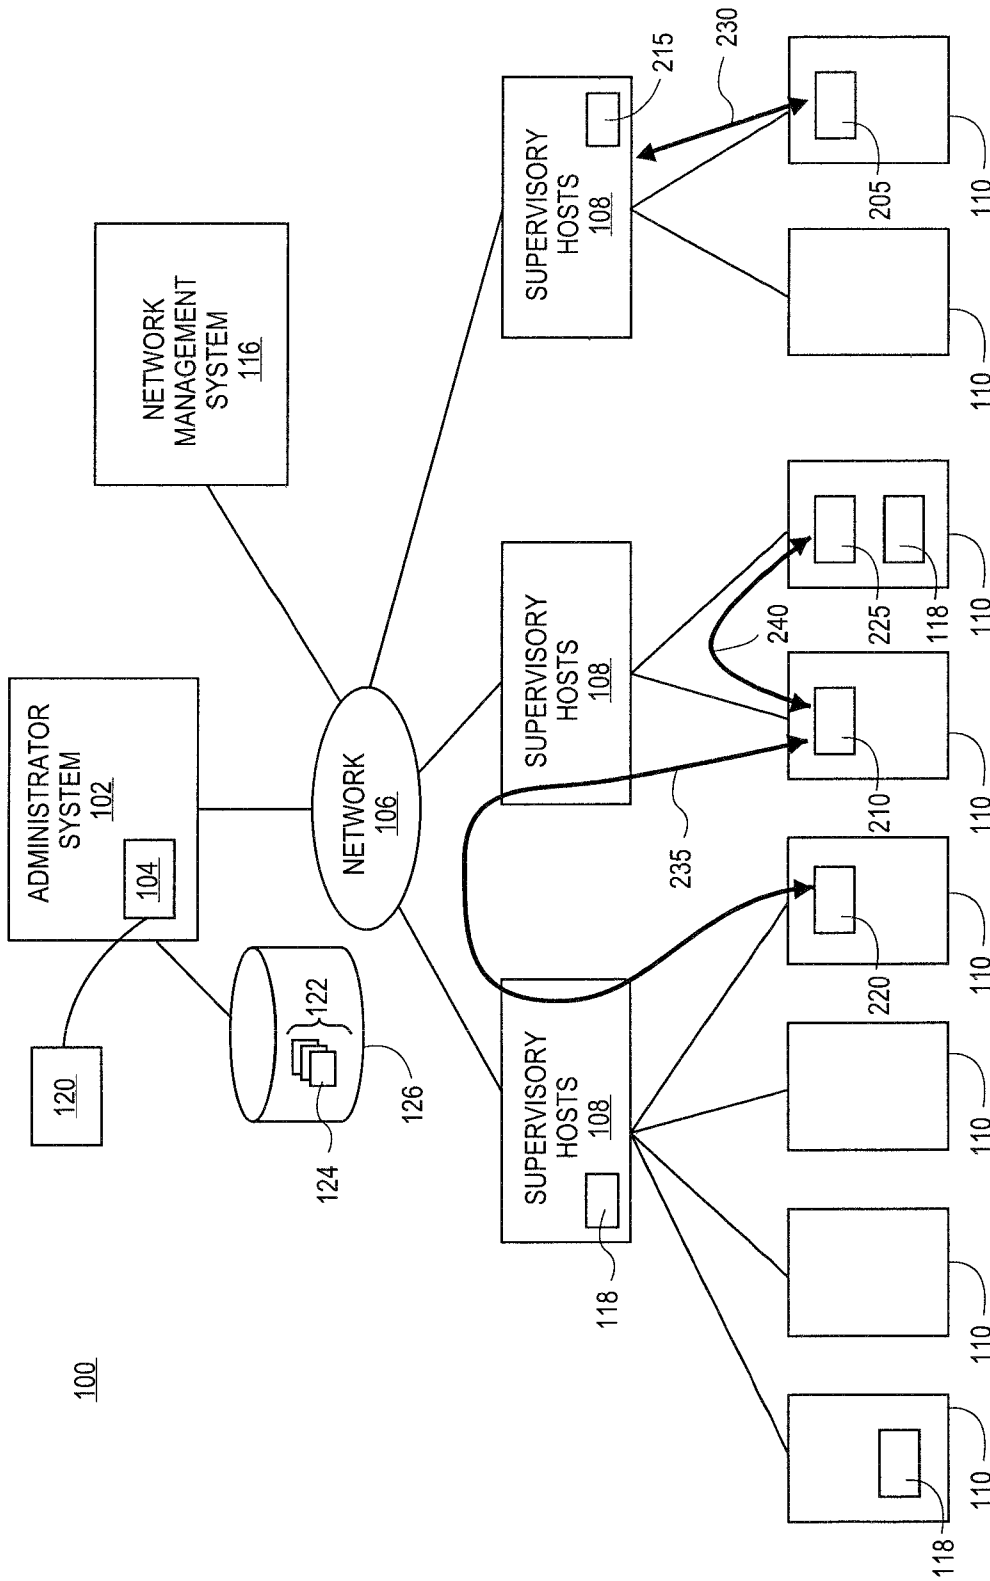 100
120
ADMINISTRATOR
SYSTEM
102
104
122
124
126
NETWORK
MANAGEMENT
SYSTEM
116
NETWORK
106
SUPERVISORY
HOSTS
108
118
SUPERVISORY
HOSTS
108
SUPERVISORY
HOSTS
108
215
230
235
240
118
110
110
110
220
110
210
110
225
118
110
110
205
110